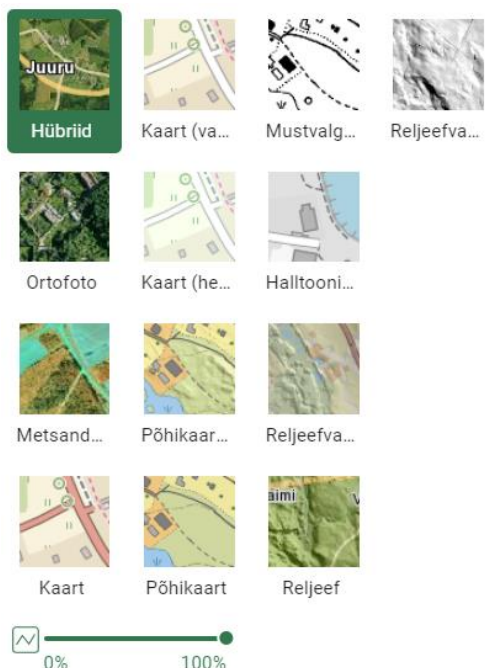 Juuru
Hübriid
Kaart (va...
Mustvalg...
Reljeefva...
Ortofoto
Kaart (he...
Halltooni...
Metsand...
Põhikaar...
Reljeefva...
aimi
V
Kaart
Põhikaart
Reljeef
0%
100%